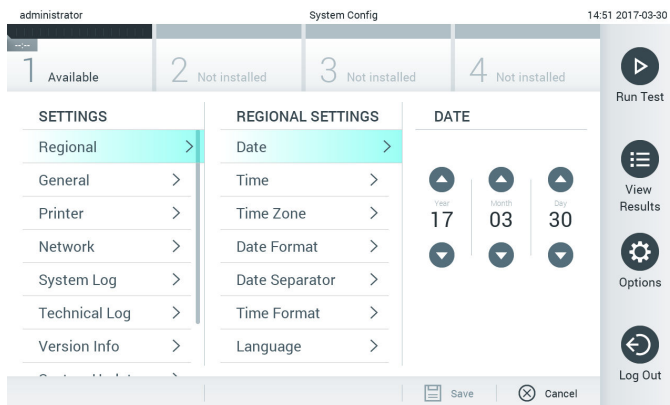 administrator System Config 14:51 2017-03-30
--:--
1 Available 2 Not installed 3 Not installed 4 Not installed
Run Test
SETTINGS REGIONAL SETTINGS DATE
Regional Date
General Time
Year Month Day
17 03 30
View
Results
Printer Time Zone
Network Date Format
System Log Date Separator
Options
Technical Log Time Format
Version Info Language
Log Out
Save Cancel